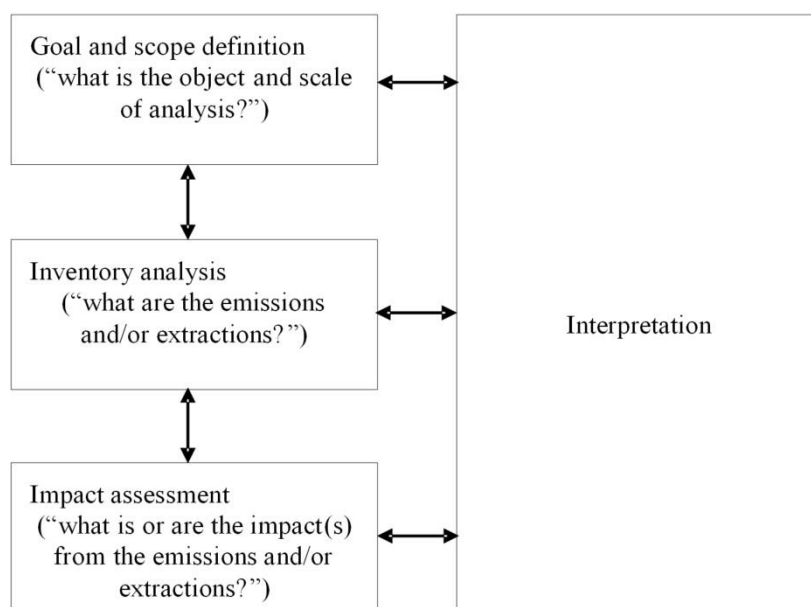 Goal and scope definition
(“what is the object and scale
of analysis?”)
Inventory analysis
(“what are the emissions
and/or extractions?”)
Interpretation
Impact assessment
(“what is or are the impact(s)
from the emissions and/or
extractions?”)